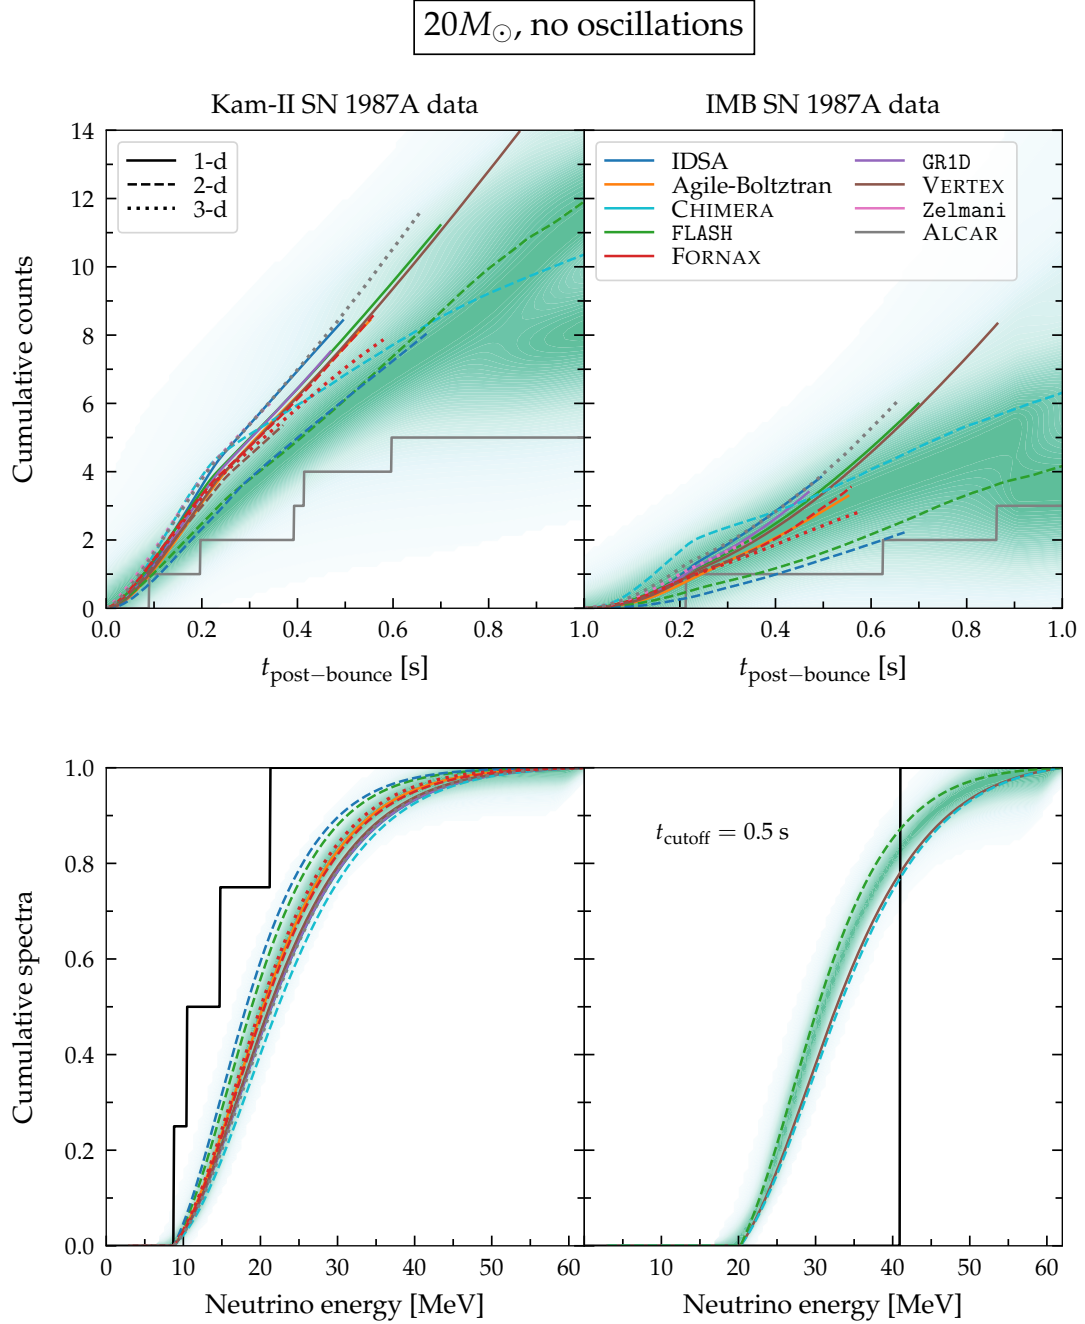 20M⊙, no oscillations
Kam-II SN 1987A data
IMB SN 1987A data
14
12
10
8
6
4
2
0
Cumulative counts
1-d
2-d
3-d
IDSA
Agile-Boltztran
CHIMERA
FLASH
FORNAX
GR1D
VERTEX
Zelmani
ALCAR
0.0 0.2 0.4 0.6 0.8 1.0
0.2 0.4 0.6 0.8 1.0
t post−bounce [s]
t post−bounce [s]
1.0
0.8
0.6
0.4
0.2
0.0
Cumulative spectra
t cutoff = 0.5 s
0 10 20 30 40 50 60
10 20 30 40 50 60
Neutrino energy [MeV]
Neutrino energy [MeV]